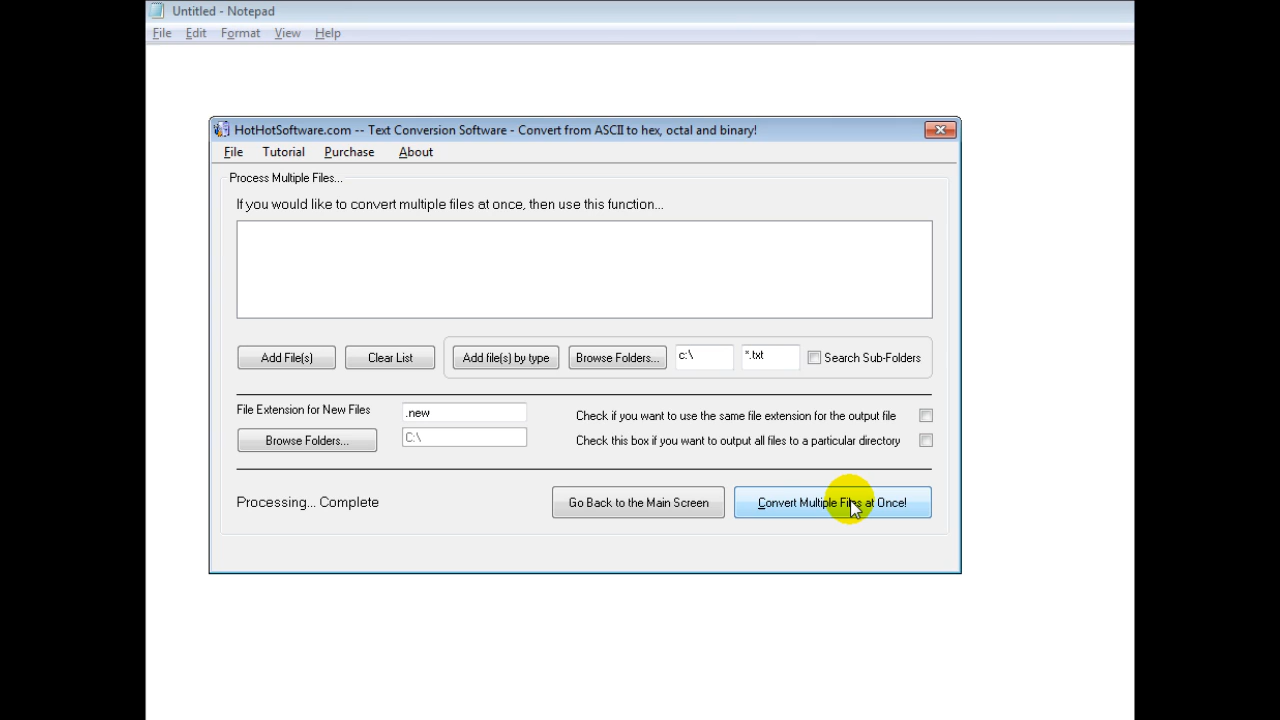 Untitled - Notepad
File Edit Format View Help
HotHotSoftware.com -- Text Conversion Software - Convert from ASCII to hex, octal and binary!
File Tutorial Purchase About
Process Multiple Files...
If you would like to convert multiple files at once, then use this function...
Add File(s) Clear List Add file(s) by type Browse Folders... c:\ *.txt Search Sub-Folders
File Extension for New Files .new Check if you want to use the same file extension for the output file
Browse Folders... C:\ Check this box if you want to output all files to a particular directory
Processing... Complete Go Back to the Main Screen Convert Multiple Files at Once!